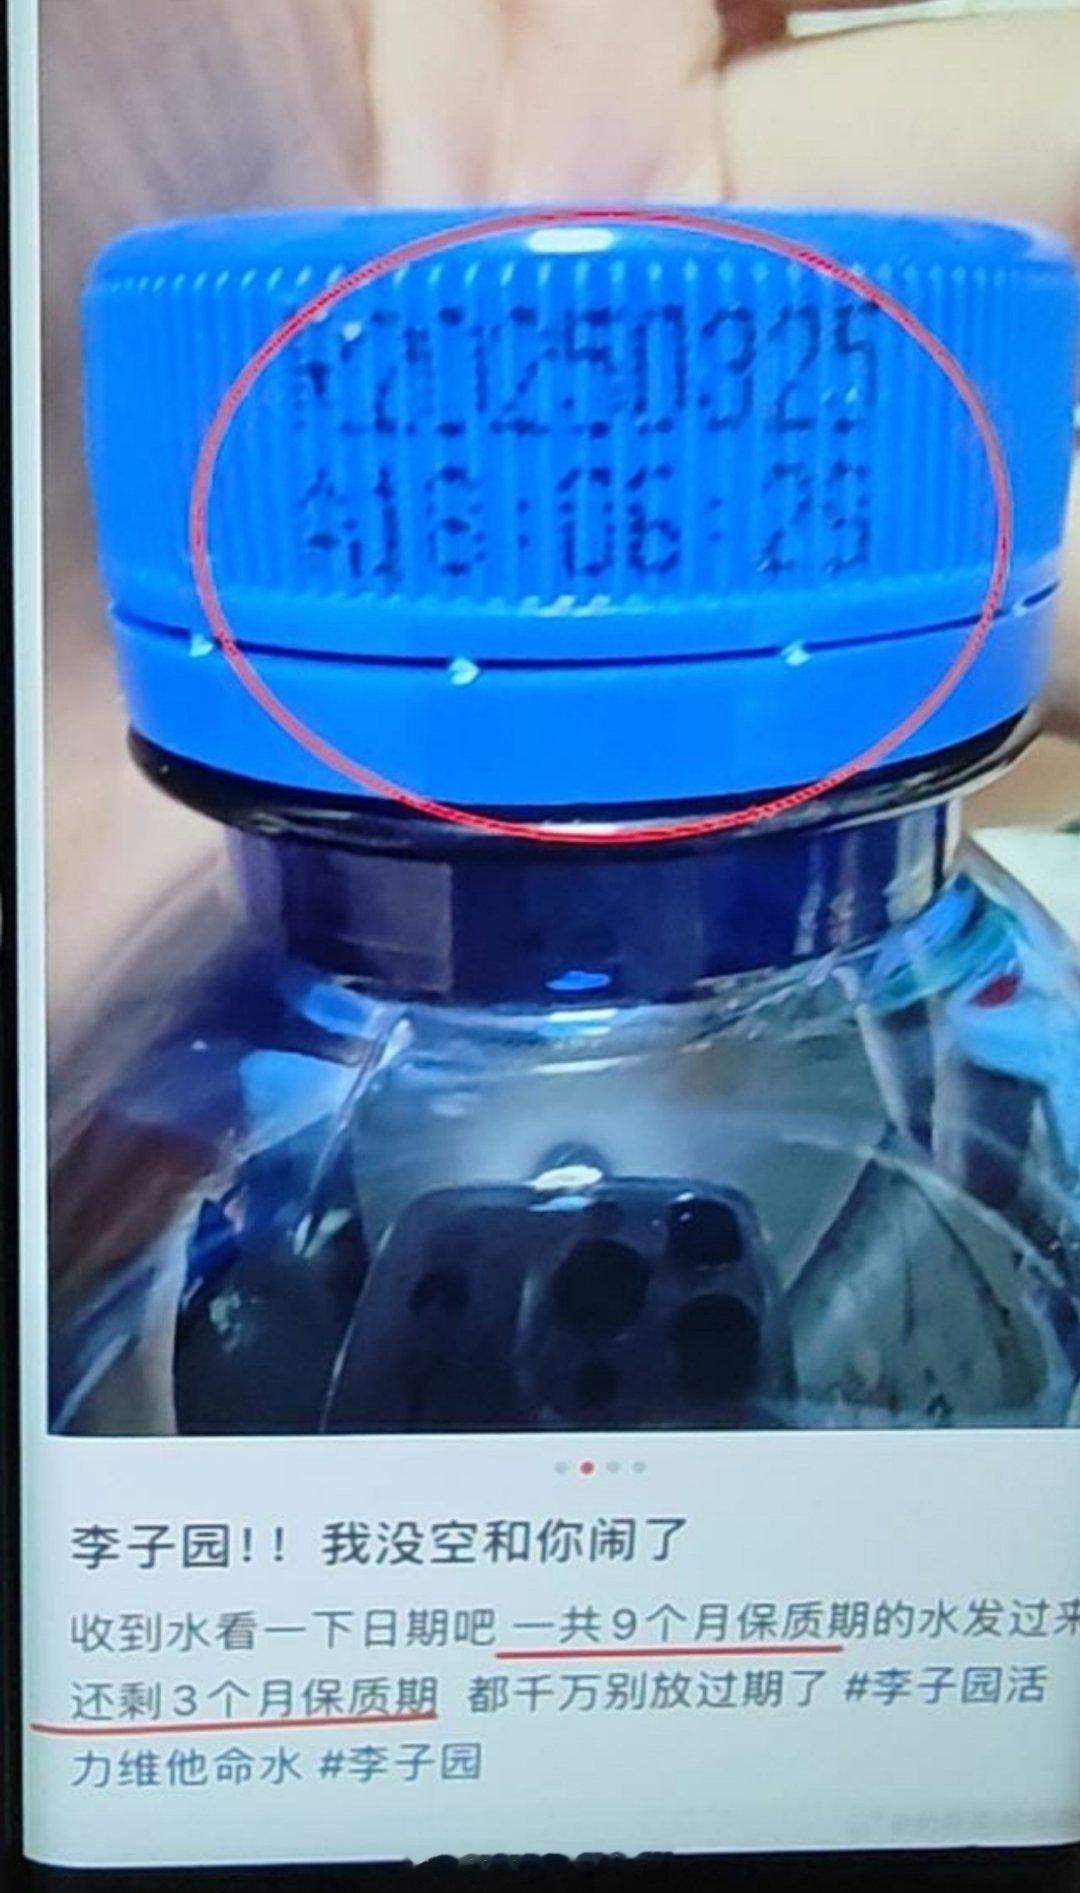 20250325
16:06:29
李子园！！ 我没空和你闹了
收到水看一下日期吧 一共9个月保质期的水发过来
还剩3个月保质期 都千万别放过期了 #李子园活
力维他命水 #李子园